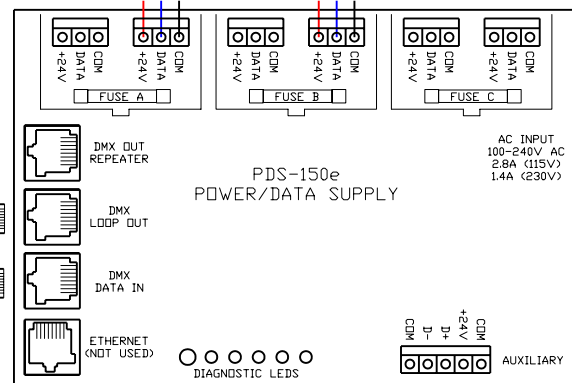 +24V DATA COM
+24V DATA COM
+24V DATA COM
+24V DATA COM
+24V DATA COM
+24V DATA COM
FUSE A
FUSE B
FUSE C
DMX OUT
REPEATER
AC INPUT
100-240V AC
2.8A (115V)
1.4A (230V)
PDS-150e
POWER/DATA SUPPLY
DMX
LOOP OUT
DMX
DATA IN
ETHERNET
(NOT USED)
DIAGNOSTIC LEDS
COM D- D+ +24V COM
AUXILIARY